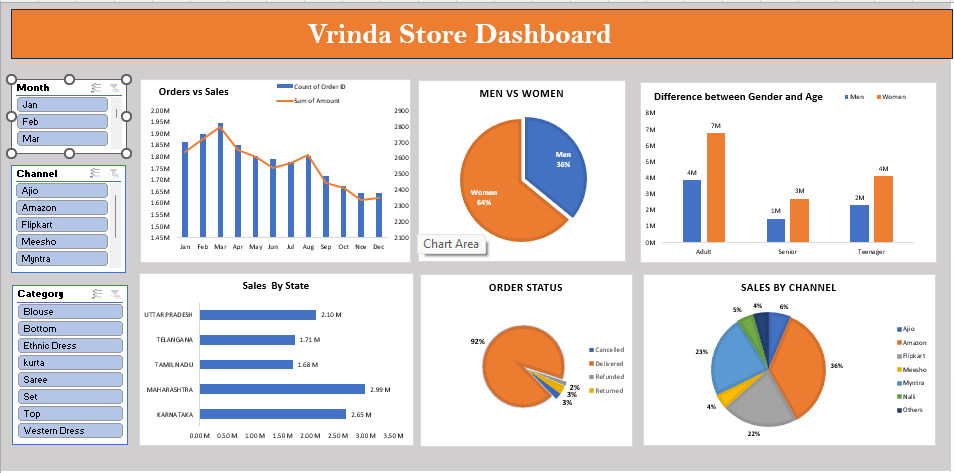 Vrinda Store Dashboard
Month
Jan
Feb
Mar
Channel
Ajio
Amazon
Flipkart
Meesho
Myntra
Category
Blouse
Bottom
Ethnic Dress
kurta
Saree
Set
Top
Western Dress
Orders vs Sales
Count of Order ID
Sum of Amount
2.00M
1.95M
1.90M
1.85M
1.80M
1.75M
1.70M
1.65M
1.60M
1.55M
1.50M
1.45M
2900
2800
2700
2600
2500
2400
2300
2200
2100
Jan Feb Mar Apr May Jun Jul Aug Sep Oct Nov Dec
MEN VS WOMEN
Men
36%
Women
64%
Chart Area
Difference between Gender and Age
Men Women
8M
7M
6M
5M
4M
3M
2M
1M
0M
4M 7M
1M 3M
2M 4M
Adult Senior Teenager
Sales By State
UTTAR PRADESH 2.10 M
TELANGANA 1.71 M
TAMIL NADU 1.68 M
MAHARASHTRA 2.99 M
KARNATAKA 2.65 M
0.00 M 0.50 M 1.00 M 1.50 M 2.00 M 2.50 M 3.00 M 3.50 M
ORDER STATUS
92%
2%
3%
3%
Cancelled
Delivered
Refunded
Returned
SALES BY CHANNEL
5% 4% 6%
36%
23%
4%
22%
Ajio
Amazon
Flipkart
Meesho
Myntra
Nalli
Others